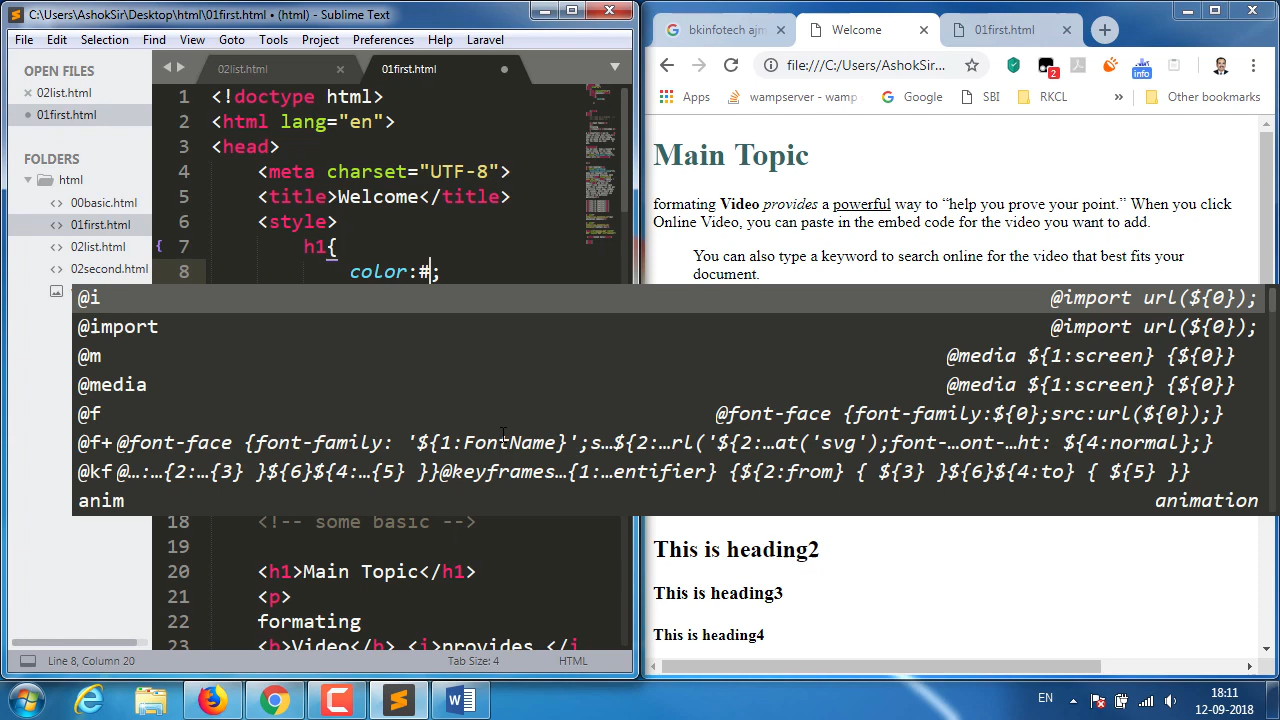 C:\Users\AshokSir\Desktop\html\01first.html • (html) - Sublime Text
File Edit Selection Find View Goto Tools Project Preferences Help Laravel
OPEN FILES
02list.html
01first.html
FOLDERS
html
00basic.html
01first.html
02list.html
02second.html
02list.html
01first.html
1 <!doctype html>
2 <html lang="en">
3 <head>
4 <meta charset="UTF-8">
5 <title>Welcome</title>
6 <style>
7 h1{
8 color:#;
@i @import url(${0});
@import @import url(${0});
@m @media ${1:screen} {${0}}
@media @media ${1:screen} {${0}}
@f @font-face {font-family:${0};src:url(${0});}
@f+ @font-face {font-family: '${1:FontName}';s…${2:…rl('${2:…at('svg');font-…ont-…ht: ${4:normal};}
@kf @…:…{2:…{3} }${6}${4:…{5} }}@keyframes…{1:…entifier} {${2:from} { ${3} }${6}${4:to} { ${5} }}
anim animation
18 <!-- some basic -->
19
20 <h1>Main Topic</h1>
21 <p>
22 formating
23 <b>Video</b> <i>provides </i
Line 8, Column 20
Tab Size: 4
HTML
bkinfotech ajm
Welcome
01first.html
file:///C:/Users/AshokSir...
2
info
Apps
wampserver - wamp
Google
SBI
RKCL
»
Other bookmarks
Main Topic
formating Video provides a powerful way to “help you prove your point.” When you click
Online Video, you can paste in the embed code for the video you want to add.
You can also type a keyword to search online for the video that best fits your
document.
This is heading2
This is heading3
This is heading4
EN
18:11
12-09-2018